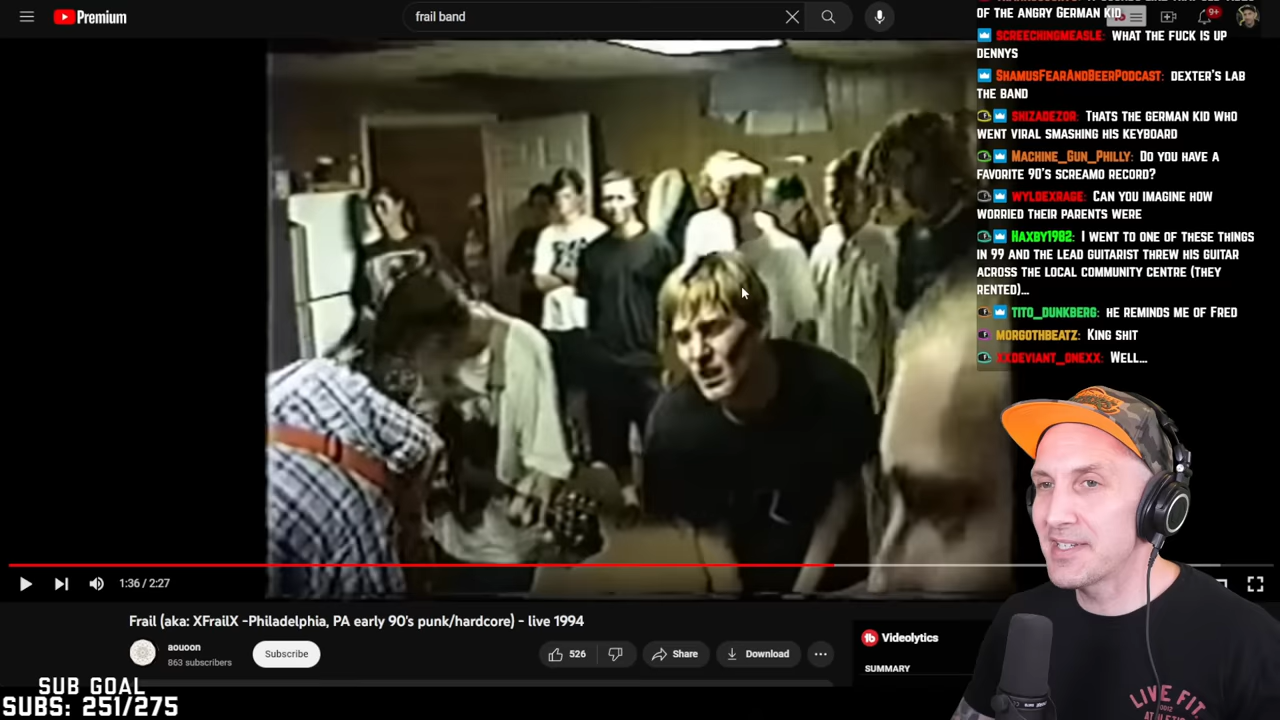 Premium
frail band
9+
OF THE ANGRY GERMAN KID
SCREECHINGMEASLE: WHAT THE FUCK IS UP
DENNYS
SHAMUSFEARANDBEERPODCAST: DEXTER'S LAB
THE BAND
SHIZADEZOR: THATS THE GERMAN KID WHO
WENT VIRAL SMASHING HIS KEYBOARD
MACHINE_GUN_PHILLY: DO YOU HAVE A
FAVORITE 90'S SCREAMO RECORD?
WYLDEXRAGE: CAN YOU IMAGINE HOW
WORRIED THEIR PARENTS WERE
HAXBY1982: I WENT TO ONE OF THESE THINGS
IN 99 AND THE LEAD GUITARIST THREW HIS GUITAR
ACROSS THE LOCAL COMMUNITY CENTRE (THEY
RENTED)...
TITO_DUNKBERG: HE REMINDS ME OF FRED
MORGOTHBEATZ: KING SHIT
XXDEVIANT_ONEXX: WELL...
1:36 / 2:27
Frail (aka: XFrailX -Philadelphia, PA early 90's punk/hardcore) - live 1994
aouoon
863 subscribers
Subscribe
526
Share
Download
Videolytics
SUMMARY
SUB GOAL
SUBS: 251/275
LIVE FIT.